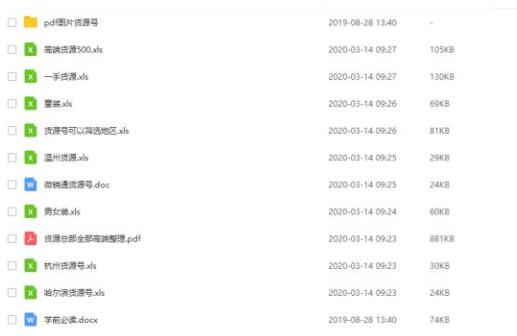 pdf图片货源号 2019-08-28 13:40 -
高端货源500.xls 2020-03-14 09:27 105KB
一手货源.xls 2020-03-14 09:27 130KB
童装.xls 2020-03-14 09:26 69KB
货源号可以筛选地区.xls 2020-03-14 09:26 81KB
温州货源.xls 2020-03-14 09:25 29KB
微销通货源号.doc 2020-03-14 09:25 24KB
男女装.xls 2020-03-14 09:24 60KB
货源总部全部高端整理.pdf 2020-03-14 09:23 881KB
杭州货源号.xls 2020-03-14 09:23 30KB
哈尔滨货源号.xls 2020-03-14 09:23 24KB
学前必读.docx 2019-08-28 13:40 74KB